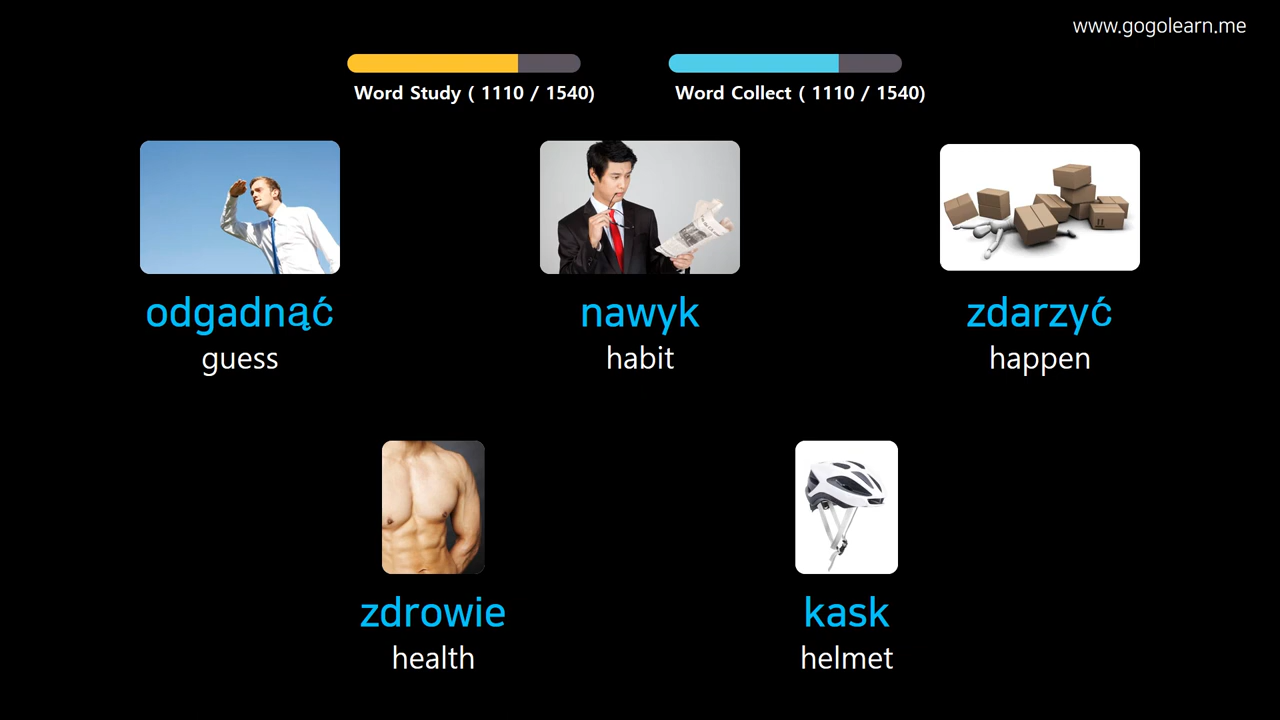 www.gogolearn.me
Word Study ( 1110 / 1540)
Word Collect ( 1110 / 1540)
odgadnąć
guess
nawyk
habit
zdarzyć
happen
zdrowie
health
kask
helmet